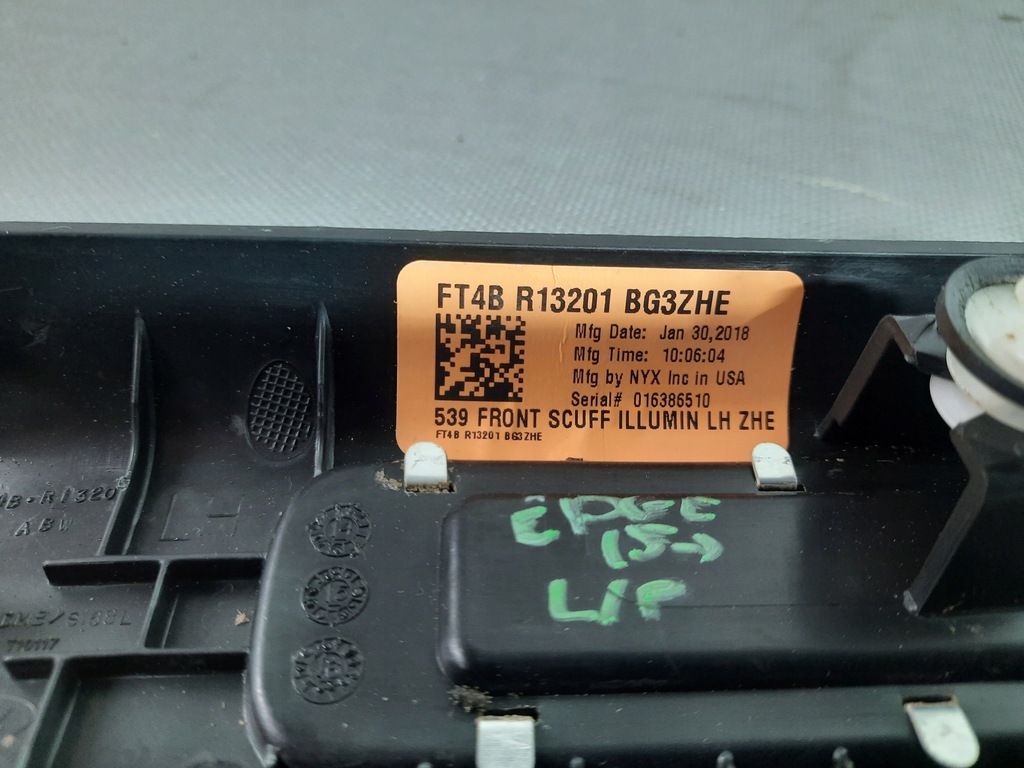 FT4B R13201 BG3ZHE
Mfg Date: Jan 30,2018
Mfg Time: 10:06:04
Mfg by NYX Inc in USA
Serial# 016386510
539 FRONT SCUFF ILLUMIN LH ZHE
FT4B R13201 BG3ZHE
ABW
LH
EDGE
15->
L/P